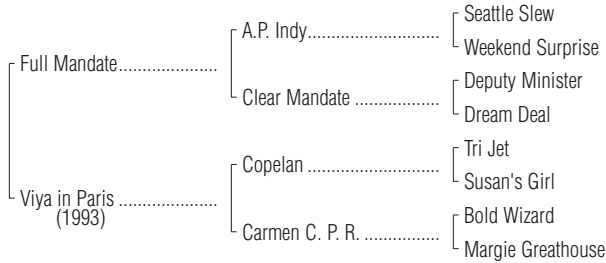 Seattle Slew
A.P. Indy....................................
Weekend Surprise
Full Mandate.....................
Deputy Minister
Clear Mandate ..................
Dream Deal
Tri Jet
Copelan ............................
Susan's Girl
Viya in Paris .....................
(1993)
Bold Wizard
Carmen C. P. R. ................
Margie Greathouse